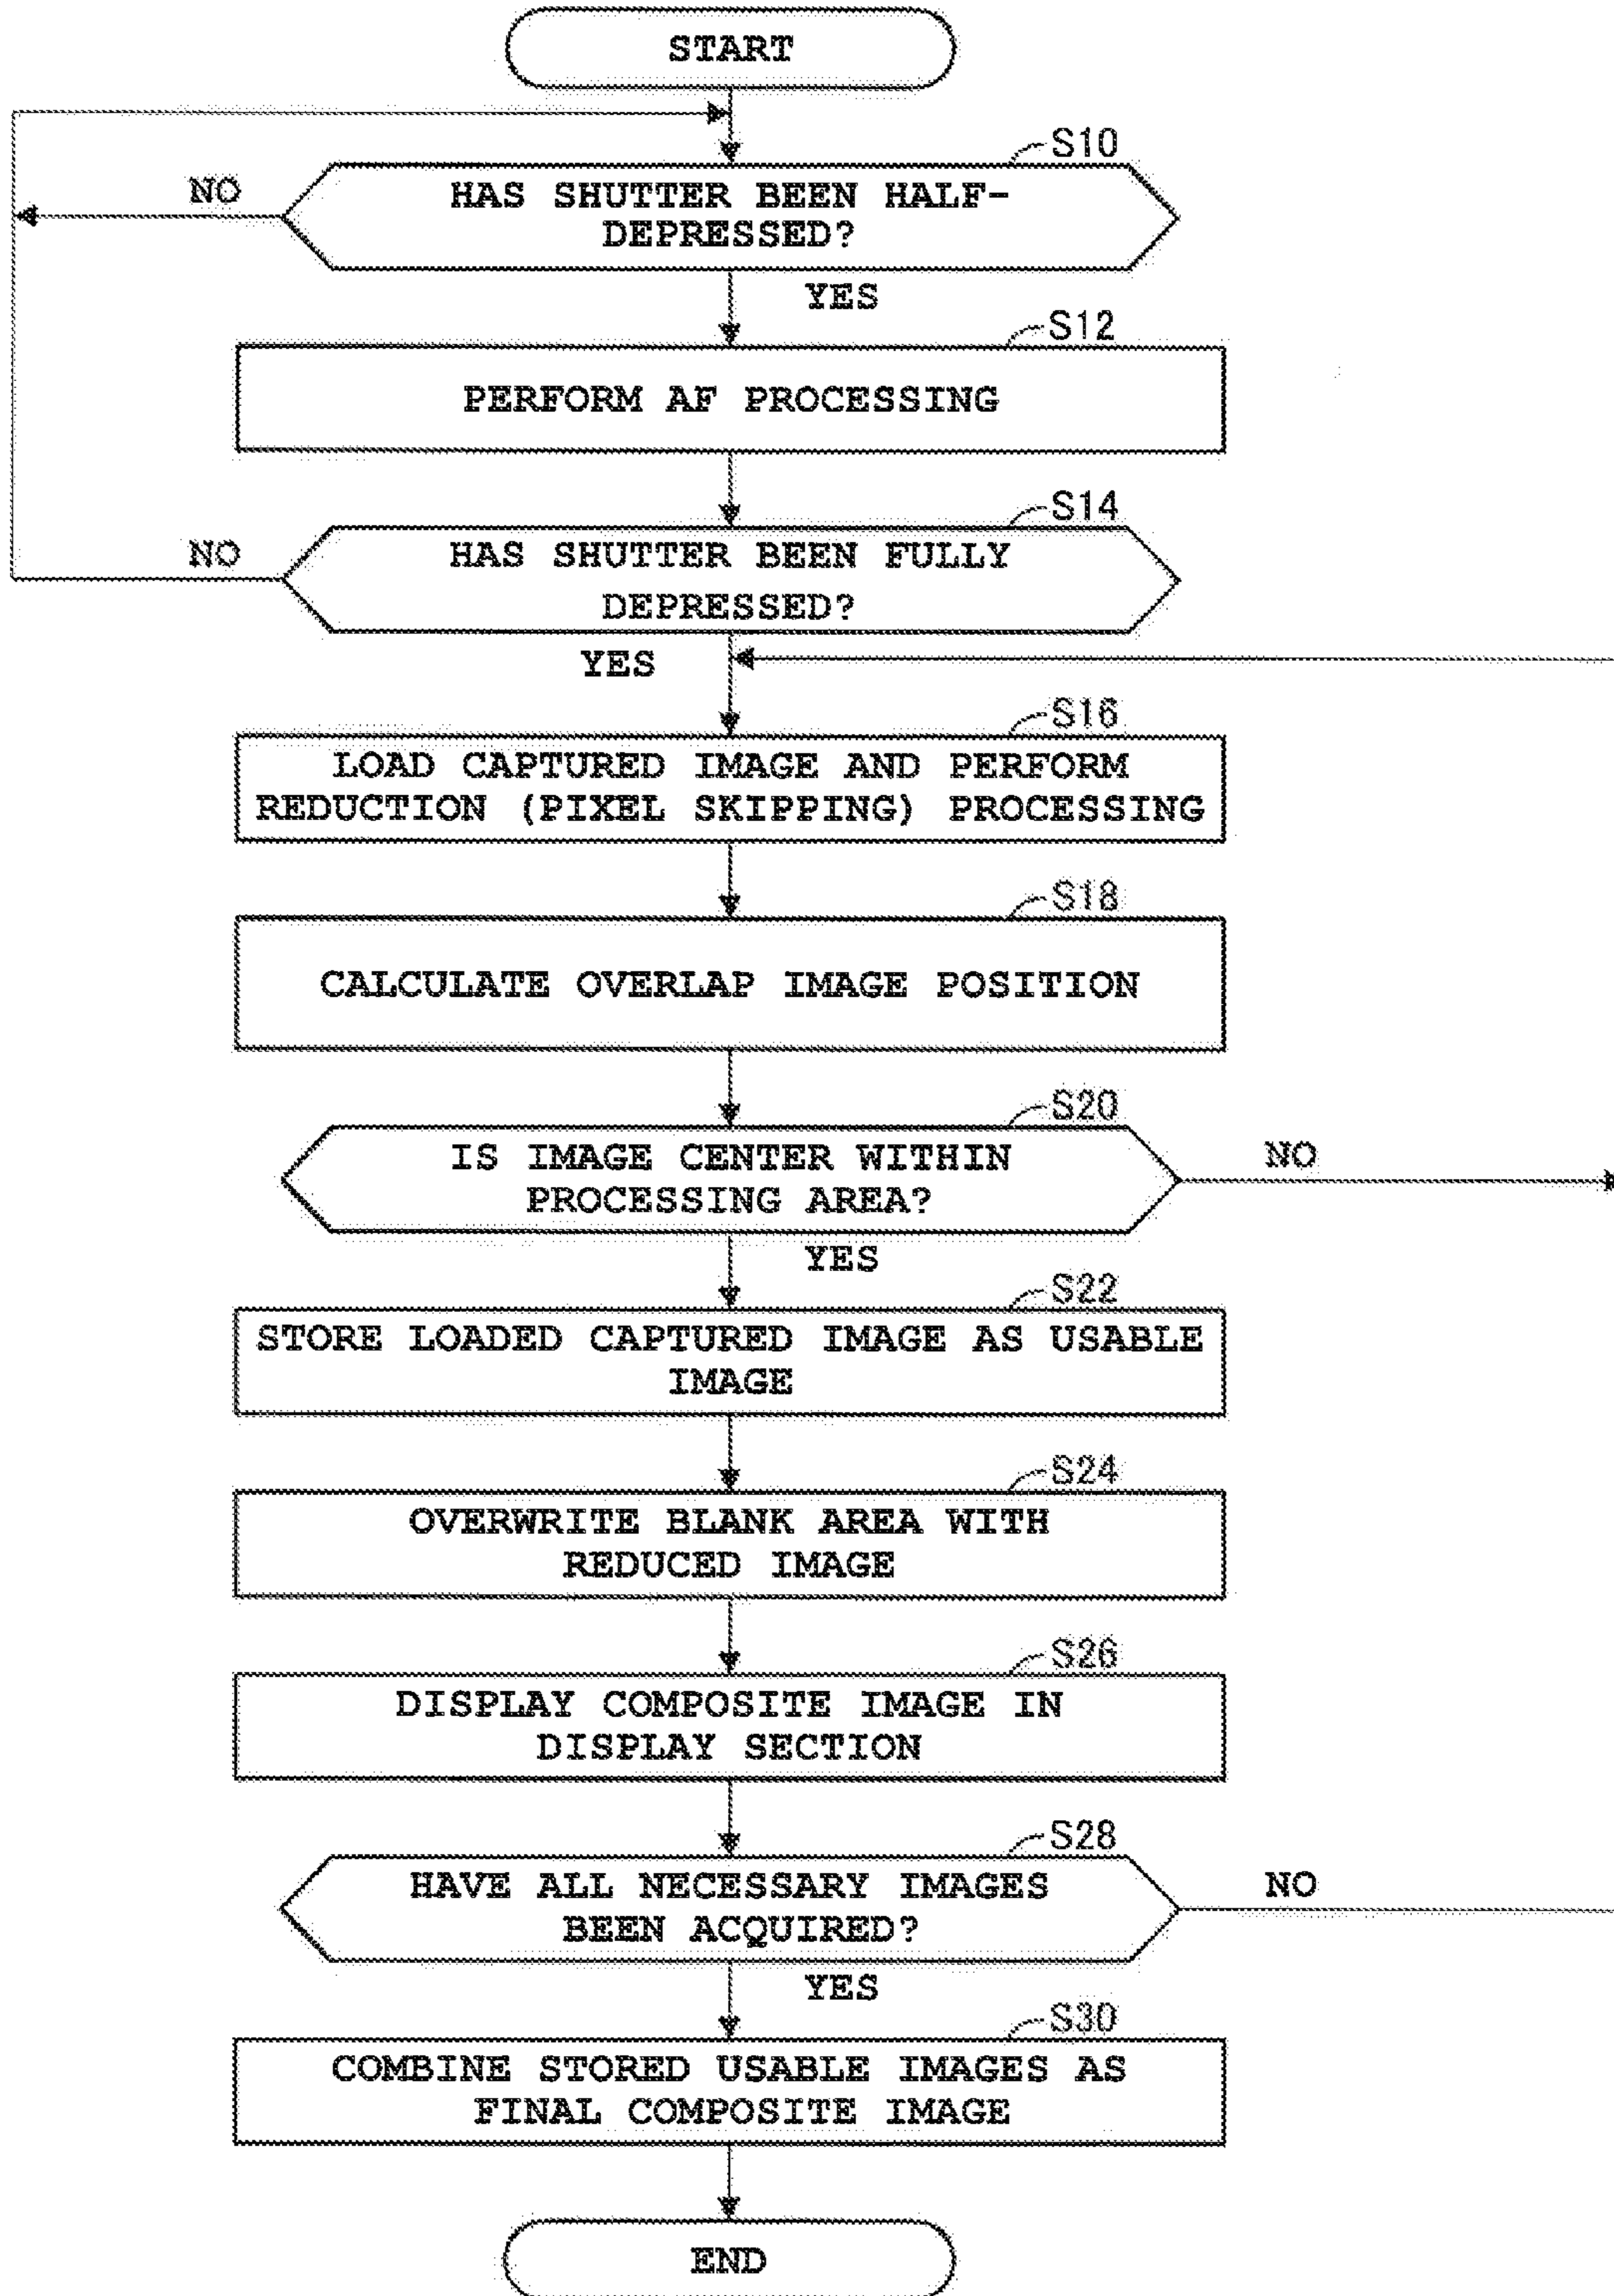 START
S10
NO
HAS SHUTTER BEEN HALF-
DEPRESSED?
YES
S12
PERFORM AF PROCESSING
S14
NO
HAS SHUTTER BEEN FULLY
DEPRESSED?
YES
S16
LOAD CAPTURED IMAGE AND PERFORM
REDUCTION (PIXEL SKIPPING) PROCESSING
S18
CALCULATE OVERLAP IMAGE POSITION
S20
IS IMAGE CENTER WITHIN
PROCESSING AREA?
NO
YES
S22
STORE LOADED CAPTURED IMAGE AS USABLE
IMAGE
S24
OVERWRITE BLANK AREA WITH
REDUCED IMAGE
S26
DISPLAY COMPOSITE IMAGE IN
DISPLAY SECTION
S28
HAVE ALL NECESSARY IMAGES
BEEN ACQUIRED?
NO
YES
S30
COMBINE STORED USABLE IMAGES AS
FINAL COMPOSITE IMAGE
END